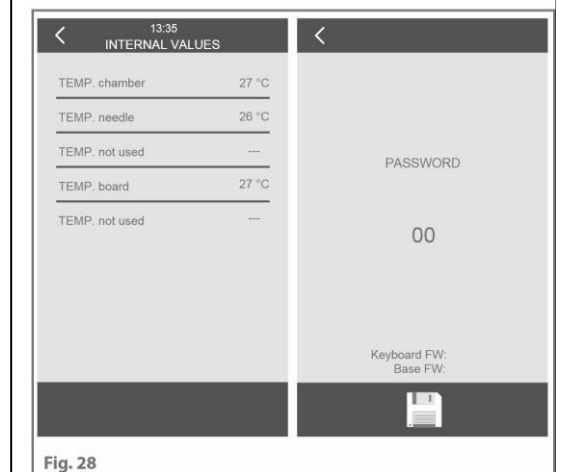 13:35
INTERNAL VALUES
TEMP. chamber 27 °C
TEMP. needle 26 °C
TEMP. not used ---
TEMP. board 27 °C
TEMP. not used ---
PASSWORD
00
Keyboard FW:
Base FW:
Fig. 28